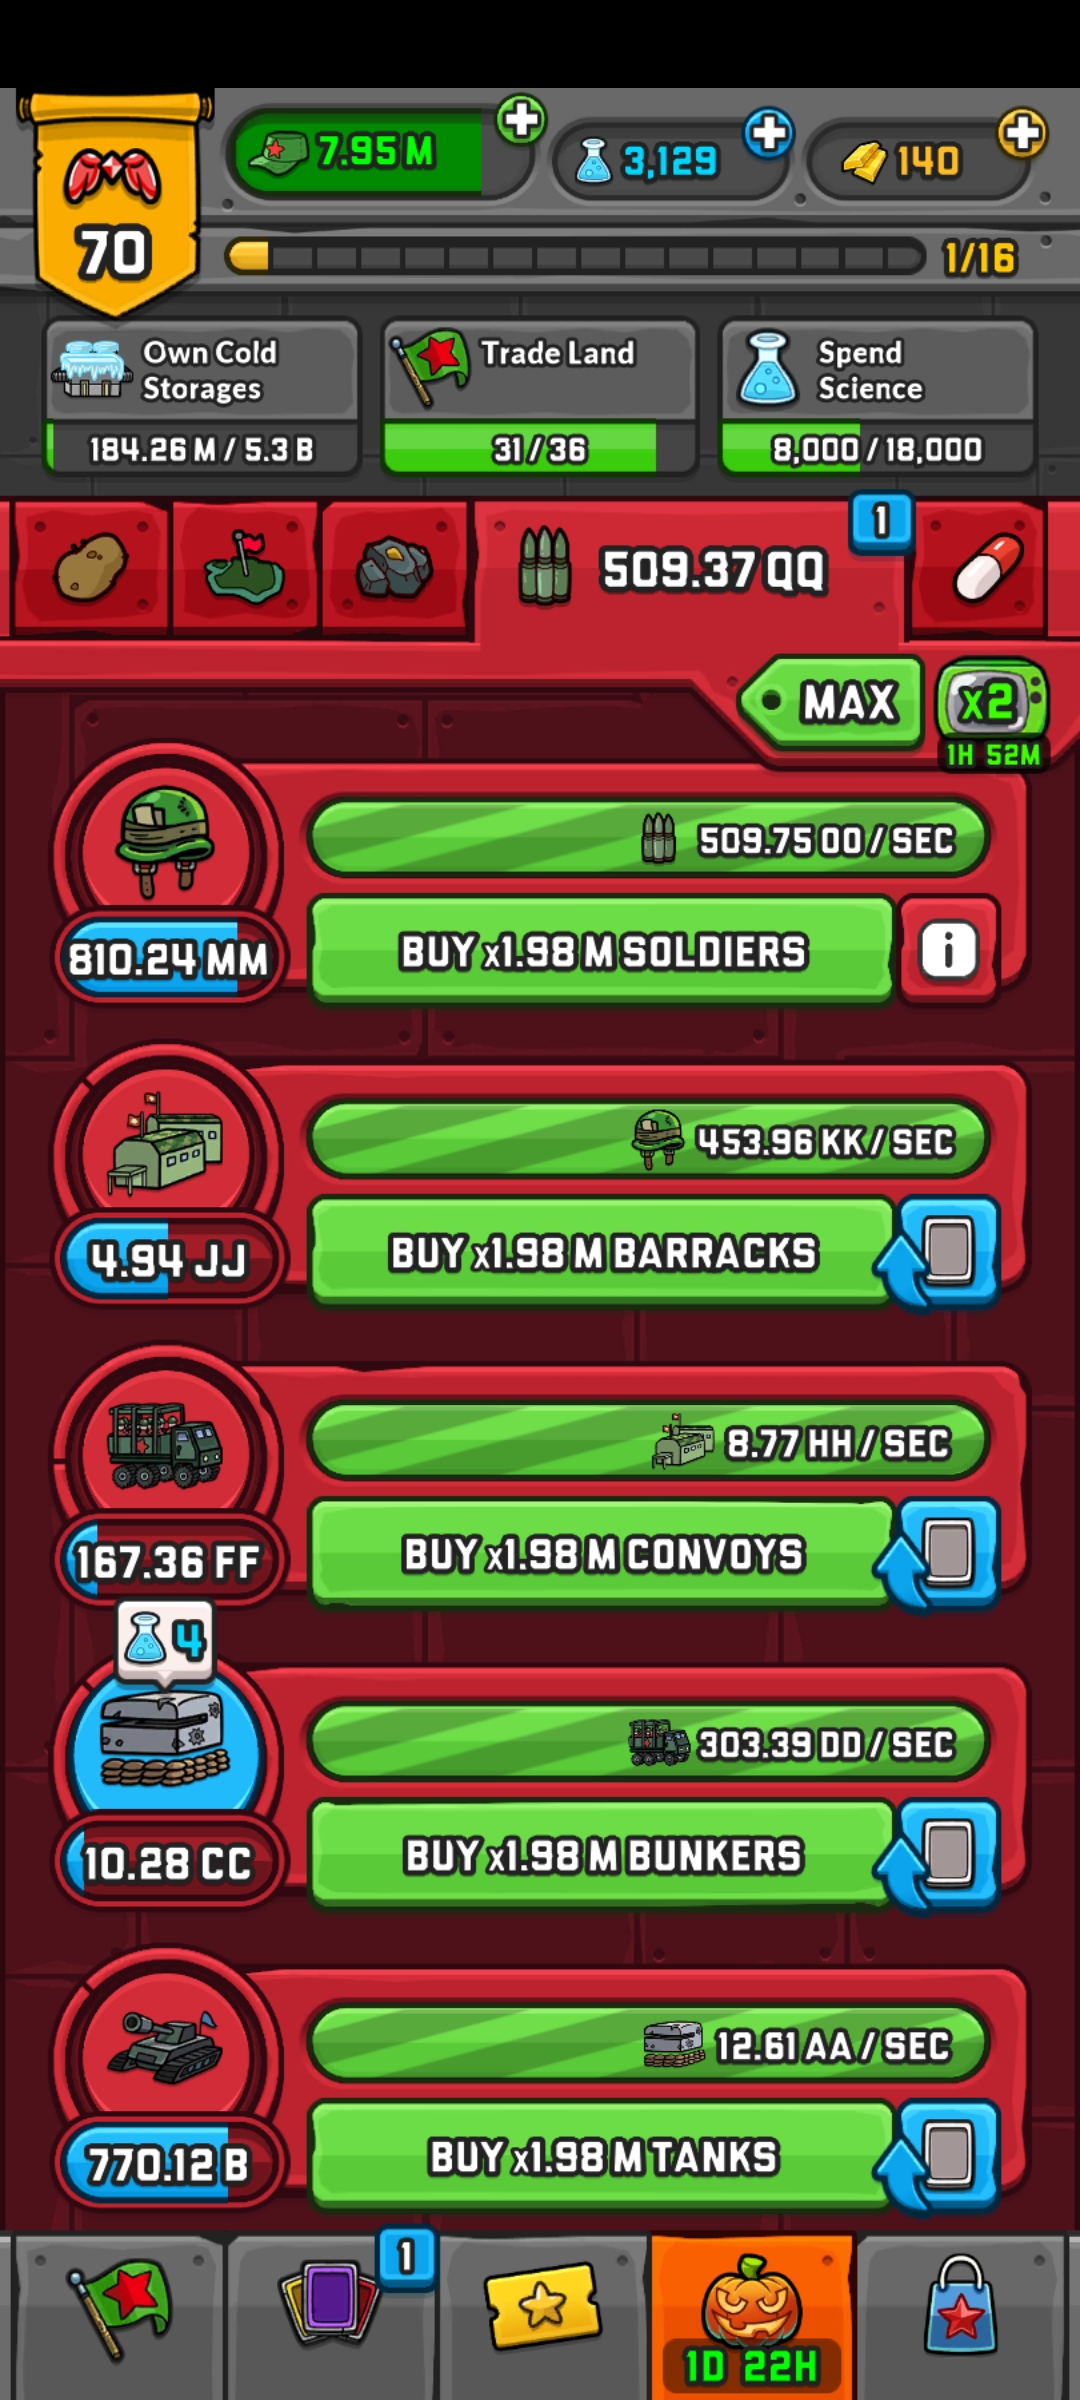 70
7.95 M
3,129
140
1/16
Own Cold
Storages
184.26 M / 5.3 B
Trade Land
31 / 36
Spend
Science
8,000 / 18,000
509.37 QQ
1
MAX
x2
1H 52M
509.75 OO / SEC
810.24 MM
BUY x1.98 M SOLDIERS
i
453.96 KK / SEC
4.94 JJ
BUY x1.98 M BARRACKS
8.77 HH / SEC
167.36 FF
BUY x1.98 M CONVOYS
4
303.39 DD / SEC
10.28 CC
BUY x1.98 M BUNKERS
12.61 AA / SEC
770.12 B
BUY x1.98 M TANKS
1
1D 22H